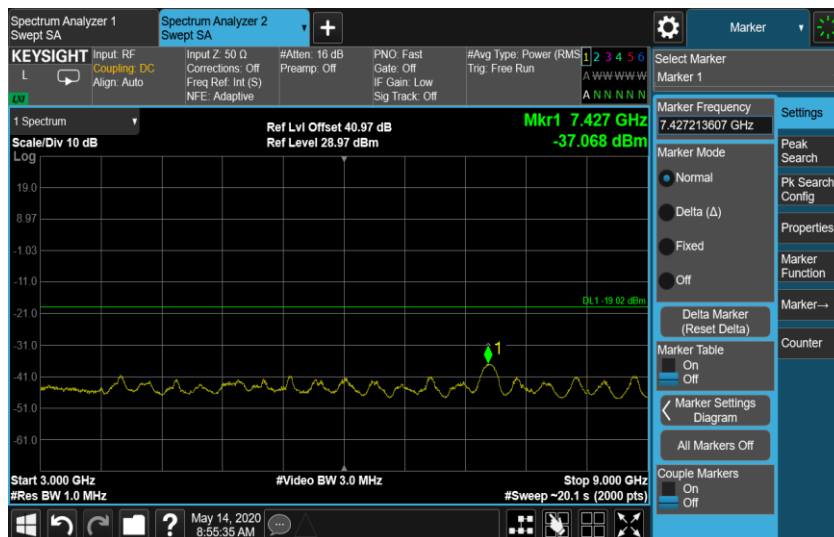 Spectrum Analyzer 1
Swept SA
Spectrum Analyzer 2
Swept SA
KEYSIGHT
L
LXI
Input: RF
Coupling: DC
Align: Auto
Input Z: 50 Ω
Corrections: Off
Freq Ref: Int (S)
NFE: Adaptive
#Atten: 16 dB
Preamp: Off
PNO: Fast
Gate: Off
IF Gain: Low
Sig Track: Off
#Avg Type: Power (RMS
Trig: Free Run
1 2 3 4 5 6
A W W W W W
A N N N N N
1 Spectrum
Scale/Div 10 dB
Log
Ref Lvl Offset 40.97 dB
Ref Level 28.97 dBm
Mkr1 7.427 GHz
-37.068 dBm
19.0
8.97
-1.03
-11.0
DL1 -19.02 dBm
-21.0
-31.0
1
-41.0
-51.0
-61.0
Start 3.000 GHz
#Res BW 1.0 MHz
#Video BW 3.0 MHz
Stop 9.000 GHz
#Sweep ~20.1 s (2000 pts)
?
May 14, 2020
8:55:35 AM
Marker
Select Marker
Marker 1
Marker Frequency
7.427213607 GHz
Marker Mode
Normal
Delta (Δ)
Fixed
Off
Delta Marker
(Reset Delta)
Marker Table
On
Off
Marker Settings
Diagram
All Markers Off
Couple Markers
On
Off
Settings
Peak
Search
Pk Search
Config
Properties
Marker
Function
Marker→
Counter